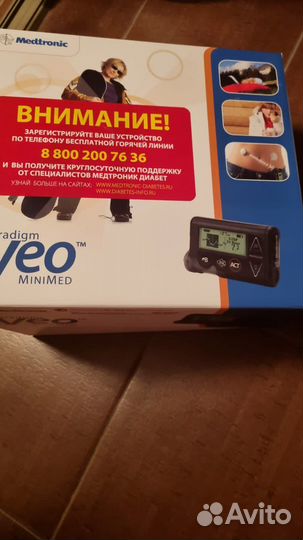 Medtronic
ВНИМАНИЕ!
ЗАРЕГИСТРИРУЙТЕ ВАШЕ УСТРОЙСТВО
ПО ТЕЛЕФОНУ БЕСПЛАТНОЙ ГОРЯЧЕЙ ЛИНИИ
8 800 200 76 36
И ВЫ ПОЛУЧИТЕ КРУГЛОСУТОЧНУЮ ПОДДЕРЖКУ
ОТ СПЕЦИАЛИСТОВ МЕДТРОНИК ДИАБЕТ
УЗНАЙ БОЛЬШЕ НА САЙТАХ: WWW.MEDTRONIC-DIABETES.RU
WWW.DIABETES-INFO.RU
radigm
veo™
MINIMED
ACT
Avito